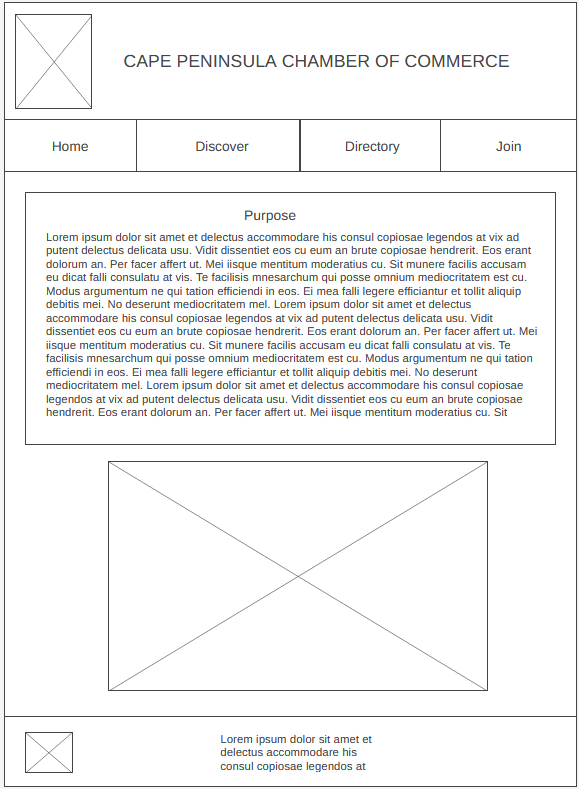 CAPE PENINSULA CHAMBER OF COMMERCE
Home Discover Directory Join
Purpose
Lorem ipsum dolor sit amet et delectus accommodare his consul copiosae legendos at vix ad
putent delectus delicata usu. Vidit dissentiet eos cu eum an brute copiosae hendrerit. Eos erant
dolorum an. Per facer affert ut. Mei iisque mentitum moderatius cu. Sit munere facilis accusam
eu dicat falli consulatu at vis. Te facilisis mnesarchum qui posse omnium mediocritatem est cu.
Modus argumentum ne qui tation efficiendi in eos. Ei mea falli legere efficiantur et tollit aliquip
debitis mei. No deserunt mediocritatem mel. Lorem ipsum dolor sit amet et delectus
accommodare his consul copiosae legendos at vix ad putent delectus delicata usu. Vidit
dissentiet eos cu eum an brute copiosae hendrerit. Eos erant dolorum an. Per facer affert ut. Mei
iisque mentitum moderatius cu. Sit munere facilis accusam eu dicat falli consulatu at vis. Te
facilisis mnesarchum qui posse omnium mediocritatem est cu. Modus argumentum ne qui tation
efficiendi in eos. Ei mea falli legere efficiantur et tollit aliquip debitis mei. No deserunt
mediocritatem mel. Lorem ipsum dolor sit amet et delectus accommodare his consul copiosae
legendos at vix ad putent delectus delicata usu. Vidit dissentiet eos cu eum an brute copiosae
hendrerit. Eos erant dolorum an. Per facer affert ut. Mei iisque mentitum moderatius cu. Sit
Lorem ipsum dolor sit amet et
delectus accommodare his
consul copiosae legendos at